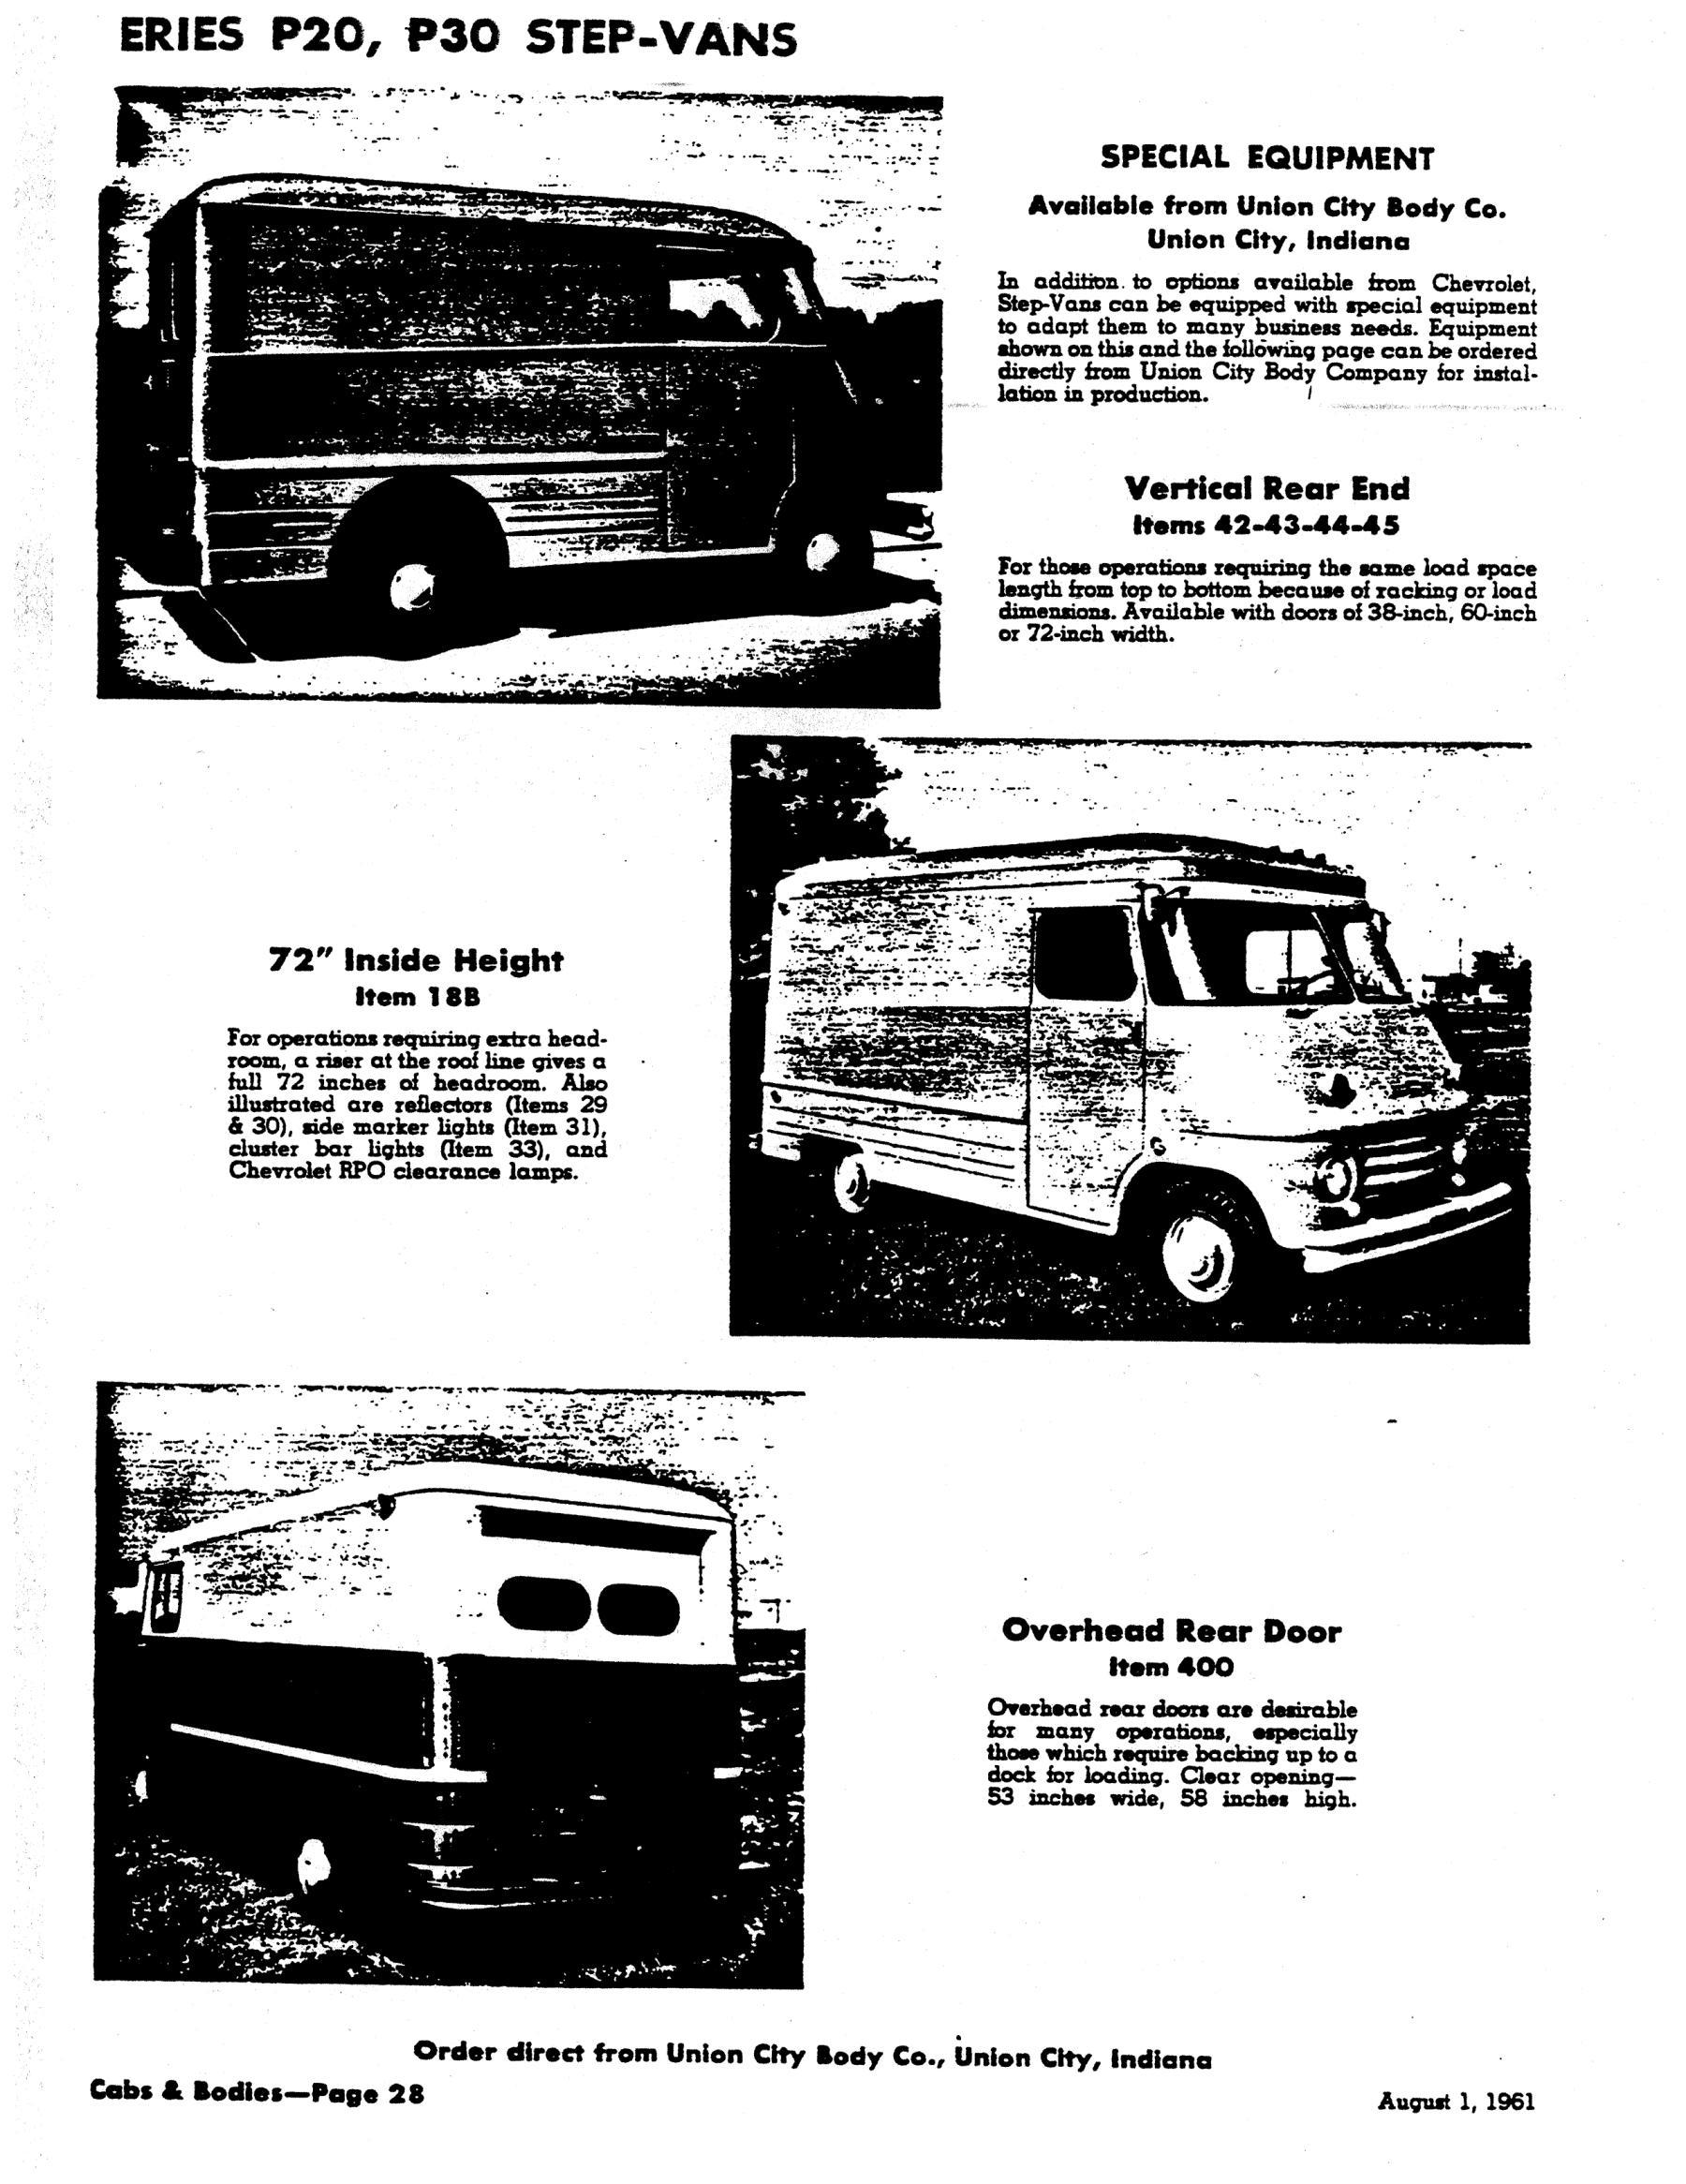 ERIES P20, P30 STEP-VANS
SPECIAL EQUIPMENT
Available from Union City Body Co.
Union City, Indiana
In addition to options available from Chevrolet,
Step-Vans can be equipped with special equipment
to adapt them to many business needs. Equipment
shown on this and the following page can be ordered
directly from Union City Body Company for instal-
lation in production.
Vertical Rear End
Items 42-43-44-45
For those operations requiring the same load space
length from top to bottom because of racking or load
dimensions. Available with doors of 38-inch, 60-inch
or 72-inch width.
72" Inside Height
Item 18B
For operations requiring extra head-
room, a riser at the roof line gives a
full 72 inches of headroom. Also
illustrated are reflectors (Items 29
& 30), side marker lights (Item 31),
cluster bar lights (Item 33), and
Chevrolet RPO clearance lamps.
Overhead Rear Door
Item 400
Overhead rear doors are desirable
for many operations, especially
those which require backing up to a
dock for loading. Clear opening—
53 inches wide, 58 inches high.
Order direct from Union City Body Co., Union City, Indiana
Cabs & Bodies—Page 28
August 1, 1961